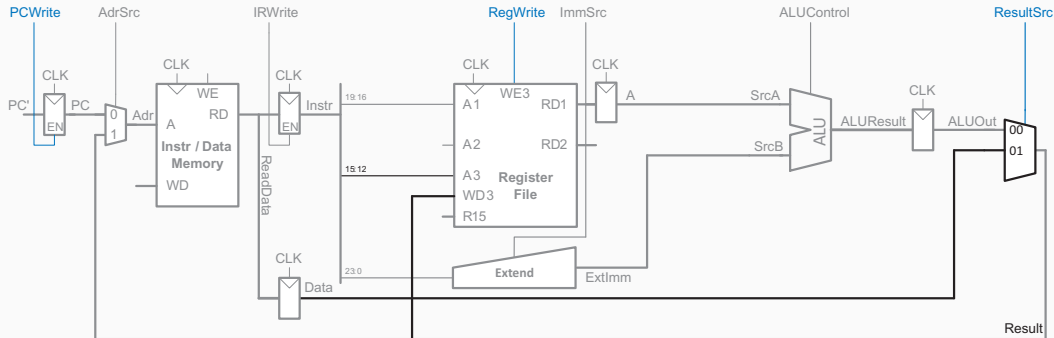 PCWrite AdrSrc IRWrite RegWrite ImmSrc ALUControl ResultSrc
CLK CLK CLK CLK CLK CLK
PC' PC EN
0 1 Adr
WE RD A WD
Instr / Data
Memory
ReadData
EN Instr
19:16
15:12
23:0
A1 A2 A3 WD3 R15
WE3 RD1 RD2
Register
File
A
SrcA
SrcB
ALU
ALUResult
ALUOut
00
01
Extend
ExtImm
CLK
Data
Result